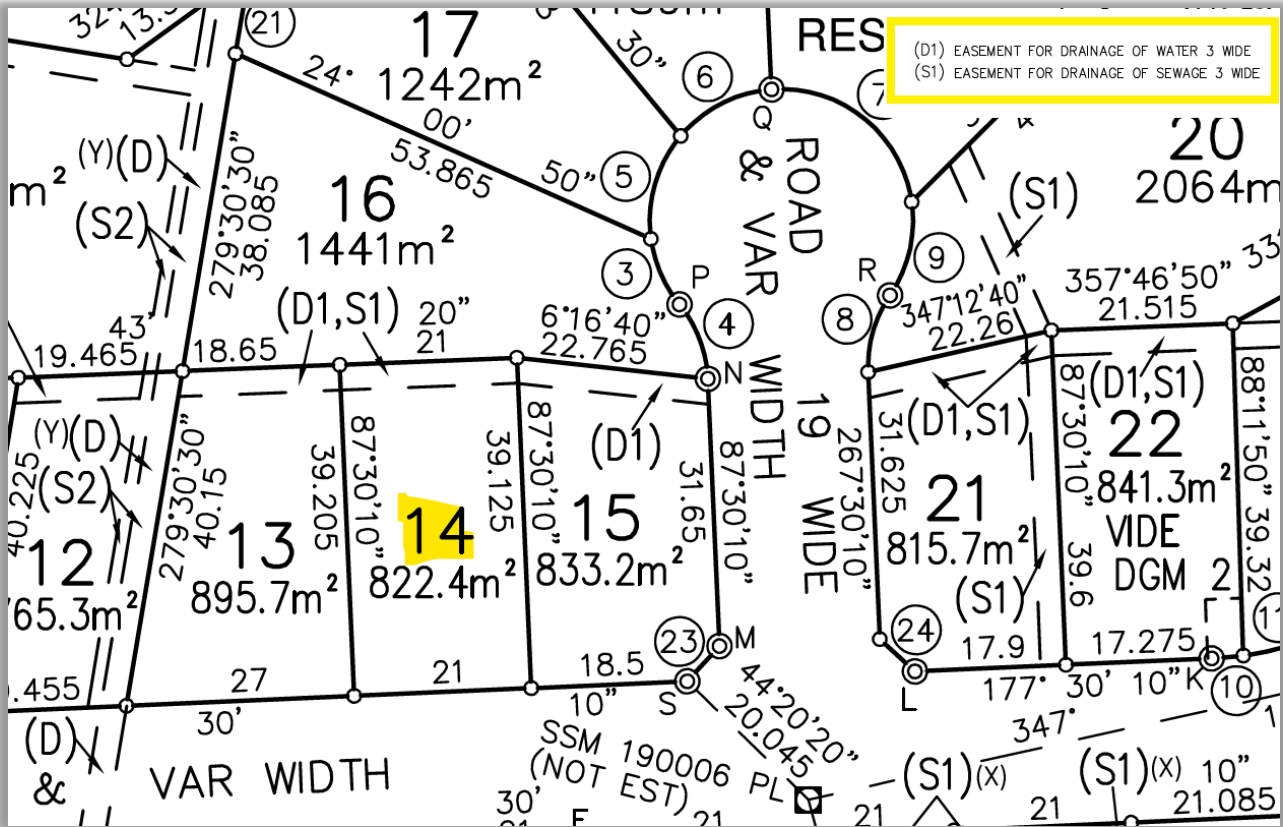 (D1) EASEMENT FOR DRAINAGE OF WATER 3 WIDE
(S1) EASEMENT FOR DRAINAGE OF SEWAGE 3 WIDE
RES
21
17
1242m²
24°
00'
53.865
50"
30"
6
7
Q
5
(Y)(D)
(S2)
m²
279°30'30"
38.085
16
1441m²
(D1,S1)
20"
43'
19.465
18.65
21
6°16'40"
22.765
3
P
4
N
ROAD
& VAR
WIDTH
19 WIDE
R
9
8
(S1)
20
2064m
347°12'40"
22.26
357°46'50"
21.515
33
(D1,S1)
(D1,S1)
(D1)
(Y)(D)
(S2)
40.225
12
65.3m²
279°30'30"
40.15
13
895.7m²
39.205
87°30'10"
14
822.4m²
39.125
87°30'10"
15
833.2m²
31.65
87°30'10"
267°30'10"
31.625
21
815.7m²
(S1)
87°30'10"
39.6
22
841.3m²
VIDE
DGM 2
88°11'50"
39.32
23
M
24
.455
27
30'
21
18.5
10"
S
L
17.9
17.275
177° 30' 10"
K
10
11
44°20'20"
20.045
347°
(D)
&
VAR WIDTH
SSM 190006 PL
(NOT EST)
30'
21
(S1)(X)
(S1)(X)
10"
21
21
21.085